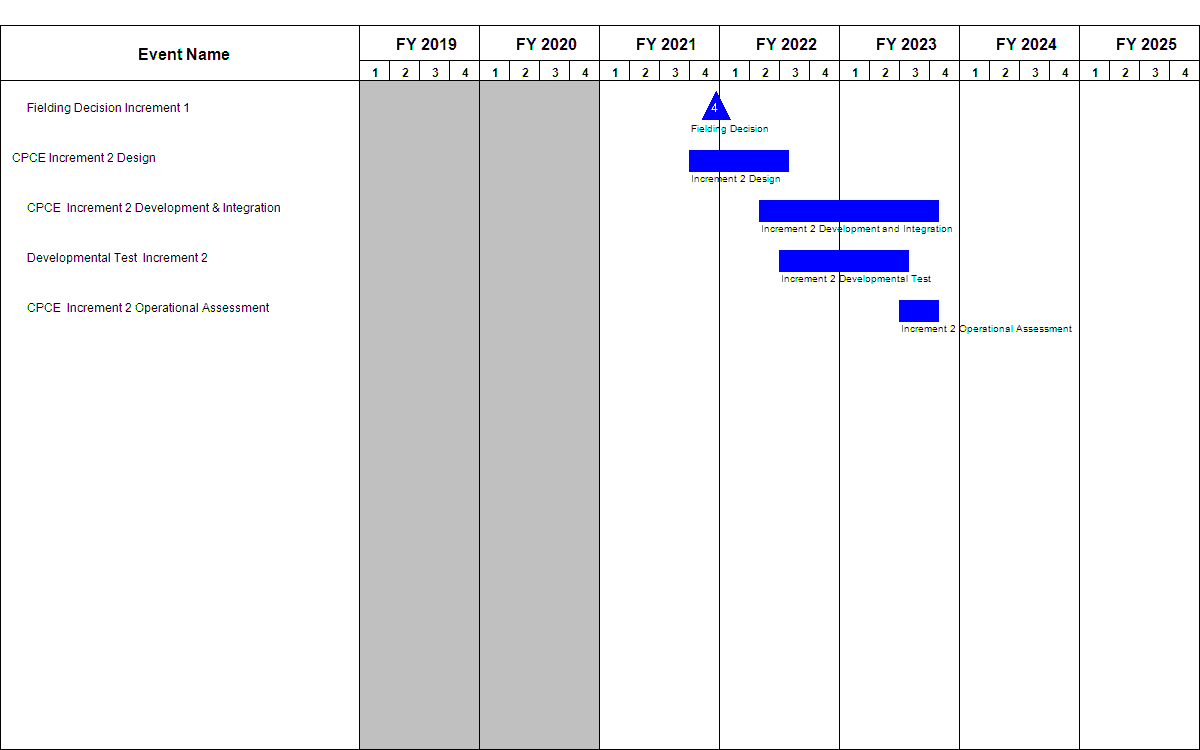 Event Name
FY 2019 FY 2020 FY 2021 FY 2022 FY 2023 FY 2024 FY 2025
1 2 3 4 1 2 3 4 1 2 3 4 1 2 3 4 1 2 3 4 1 2 3 4 1 2 3 4
Fielding Decision Increment 1
4
Fielding Decision
CPCE Increment 2 Design
Increment 2 Design
CPCE  Increment 2 Development & Integration
Increment 2 Development and Integration
Developmental Test  Increment 2
Increment 2 Developmental Test
CPCE  Increment 2 Operational Assessment
Increment 2 Operational Assessment